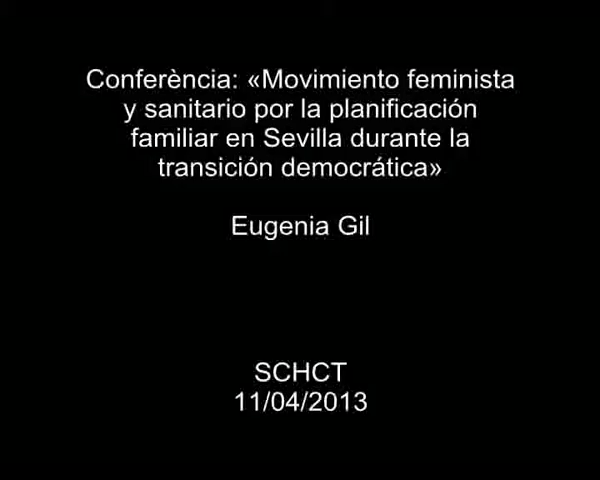 Conferència: «Movimiento feminista
y sanitario por la planificación
familiar en Sevilla durante la
transición democrática»
Eugenia Gil
SCHCT
11/04/2013